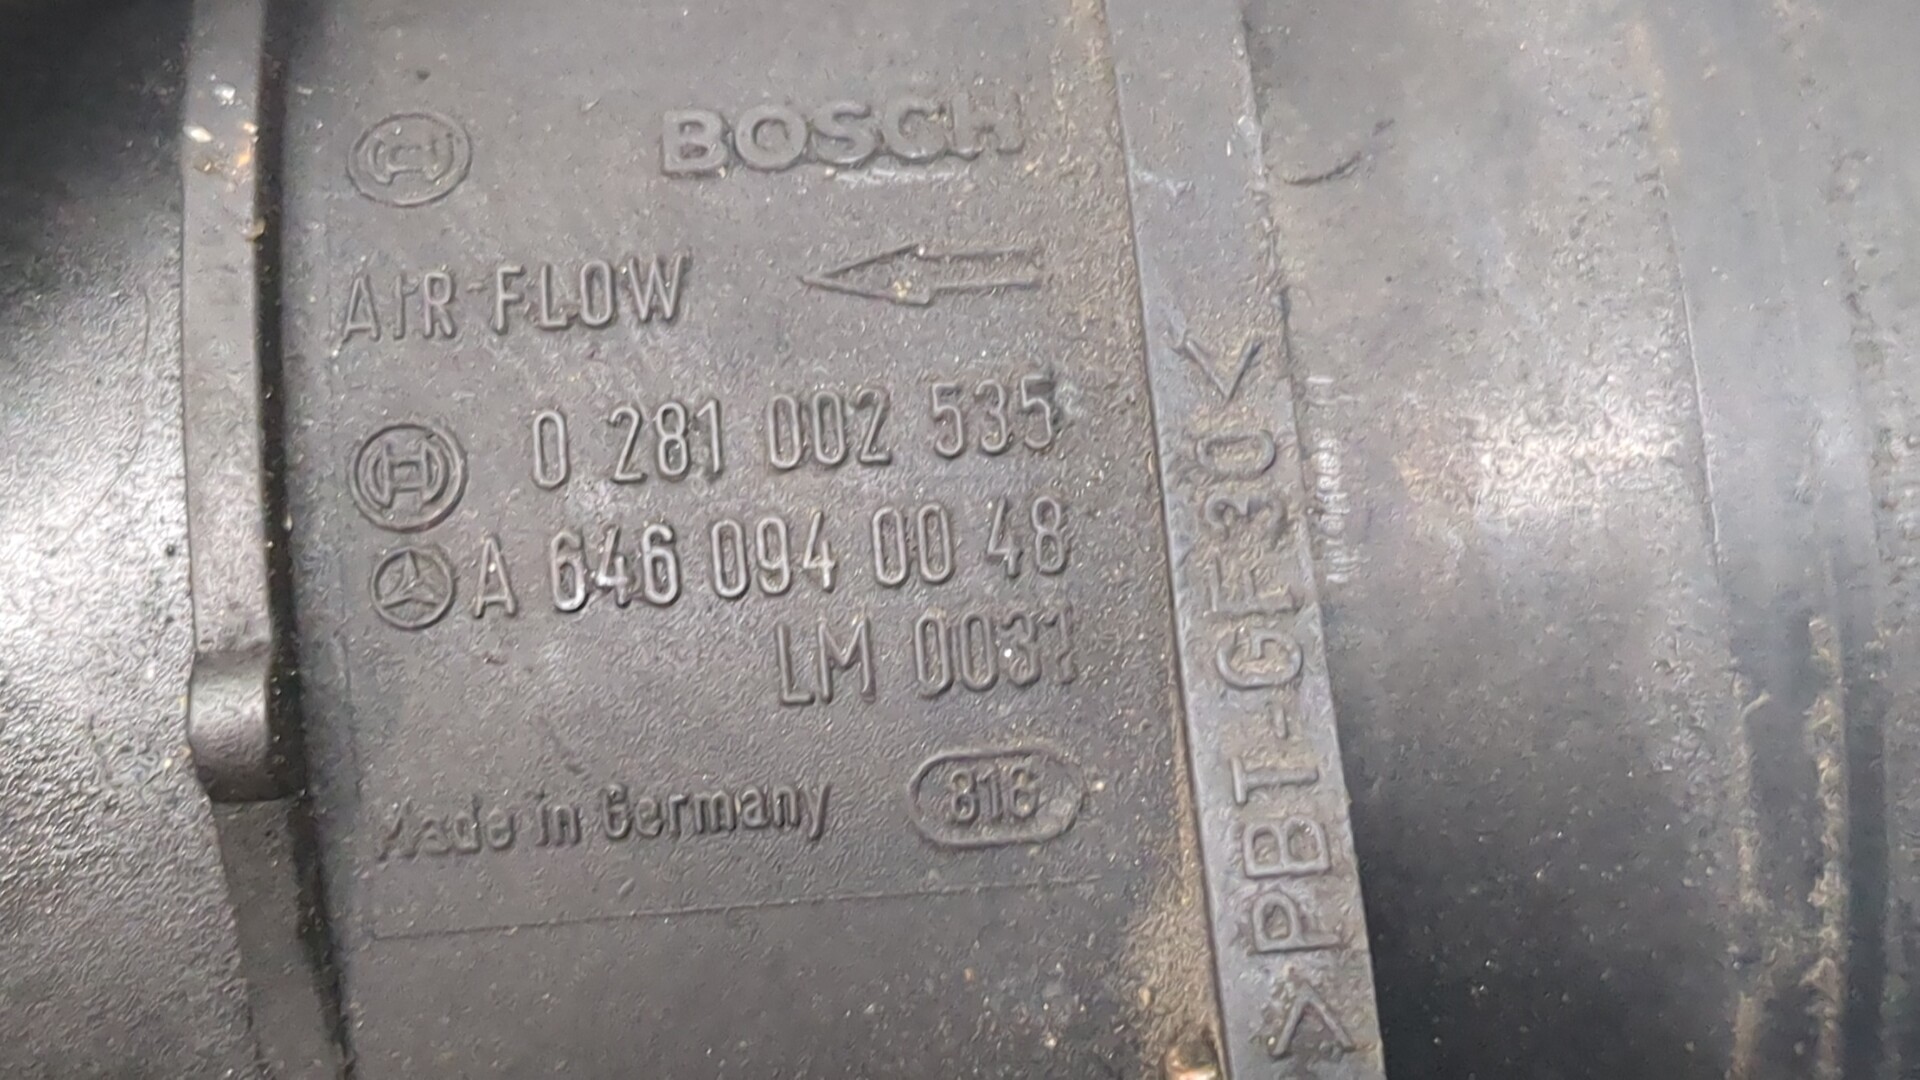 BOSCH
AIR FLOW
0 281 002 535
A 646 094 00 48
LM 0031
Made in Germany 816
>PBT-GF30<